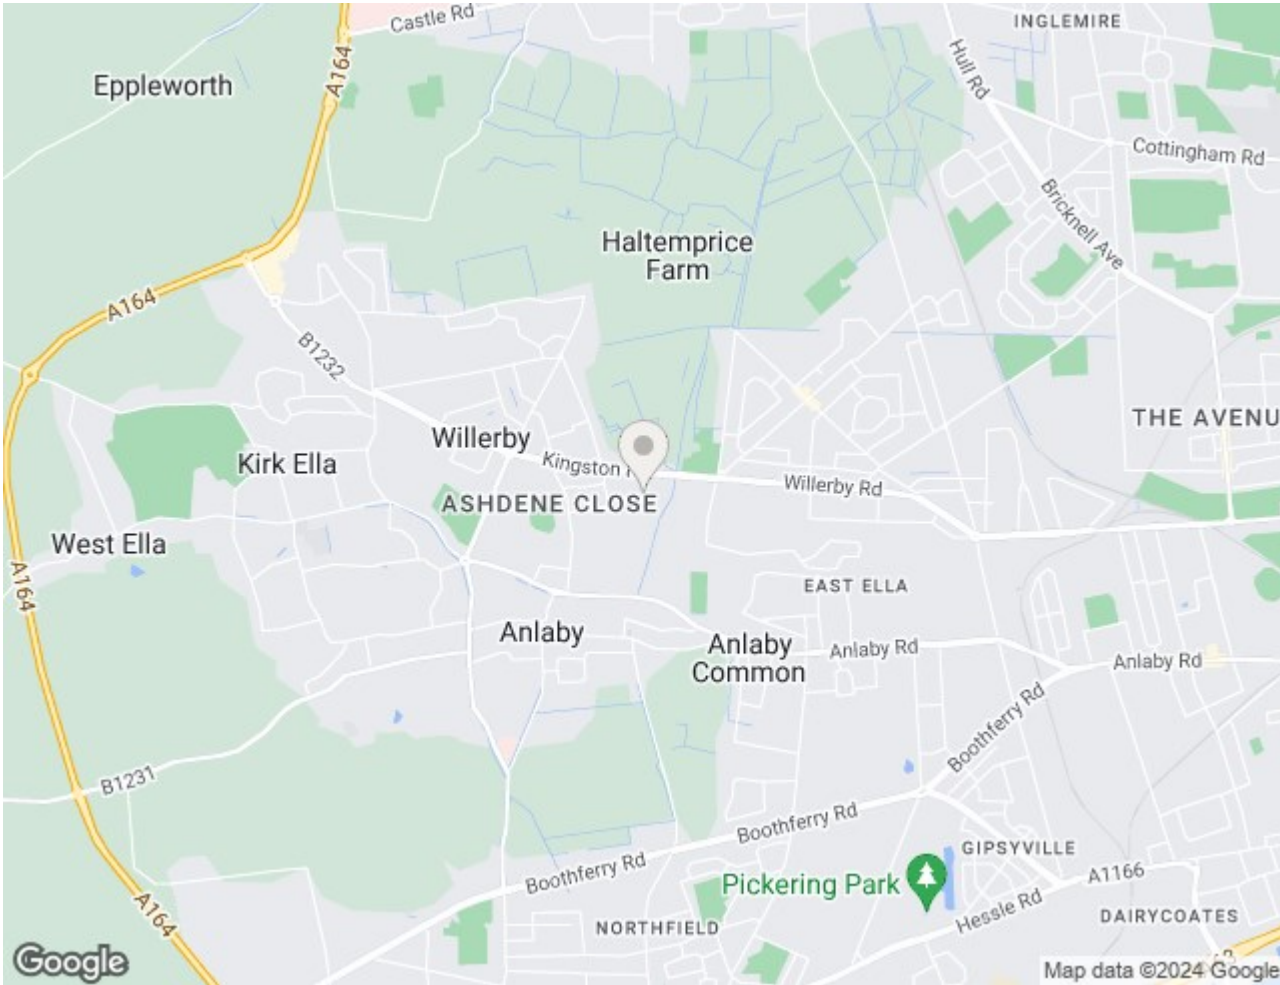 Castle Rd
INGLEMIRE
A164
Hull Rd
Eppleworth
Cottingham Rd
Bricknell Ave
Haltemprice
Farm
A164
B1232
THE AVENU
Willerby
Kirk Ella
Kingston
Willerby Rd
ASHDENE CLOSE
West Ella
A164
EAST ELLA
Anlaby
Anlaby
Common
Anlaby Rd
Anlaby Rd
Boothferry Rd
B1231
Boothferry Rd
GIPSYVILLE
Boothferry Rd
A1166
Pickering Park
Hessle Rd
A164
DAIRYCOATES
NORTHFIELD
Google
Map data ©2024 Google